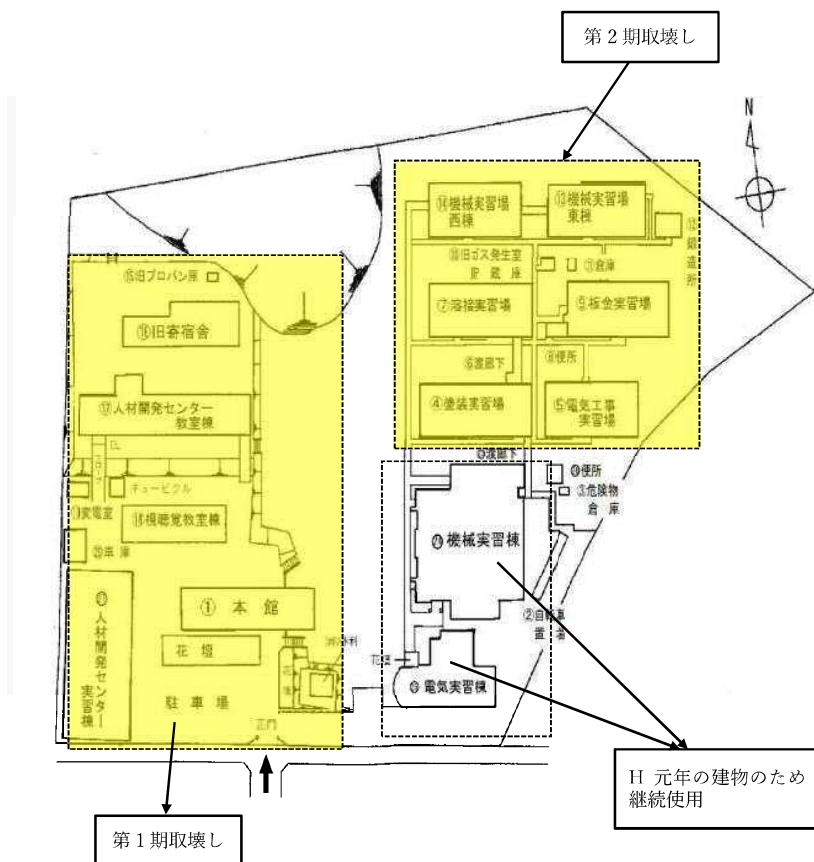 第２期取壊し
N
⑭機械実習場
西棟
⑬機械実習場
東棟
⑫鍛造所
⑩旧ガス発生室
貯蔵庫
⑪倉庫
⑮旧プロパン庫
⑦溶接実習場
⑨板金実習場
⑯旧寄宿舎
⑥渡廊下
⑧便所
④塗装実習場
⑤電気工事
実習場
⑰人材開発センター
教室棟
スロープ
渡廊下
便所
③危険物
倉庫
キュービクル
変電室
⑱視聴覚教室棟
機械実習棟
⑳車庫
①本館
②自転車
置場
人材開発センター
実習棟
花壇
花壇
花壇
電気実習棟
駐車場
正門
H 元年の建物のため
継続使用
第１期取壊し